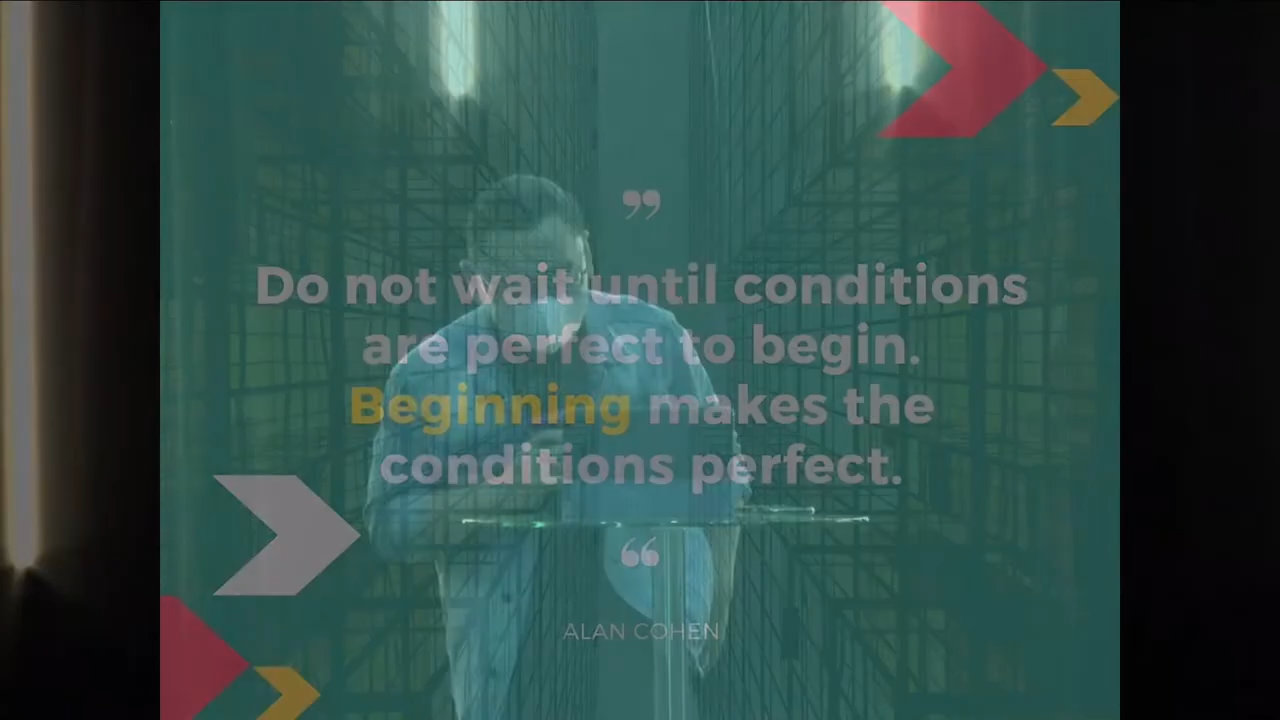 ”
Do not wait until conditions
are perfect to begin.
Beginning makes the
conditions perfect.
“
ALAN COHEN